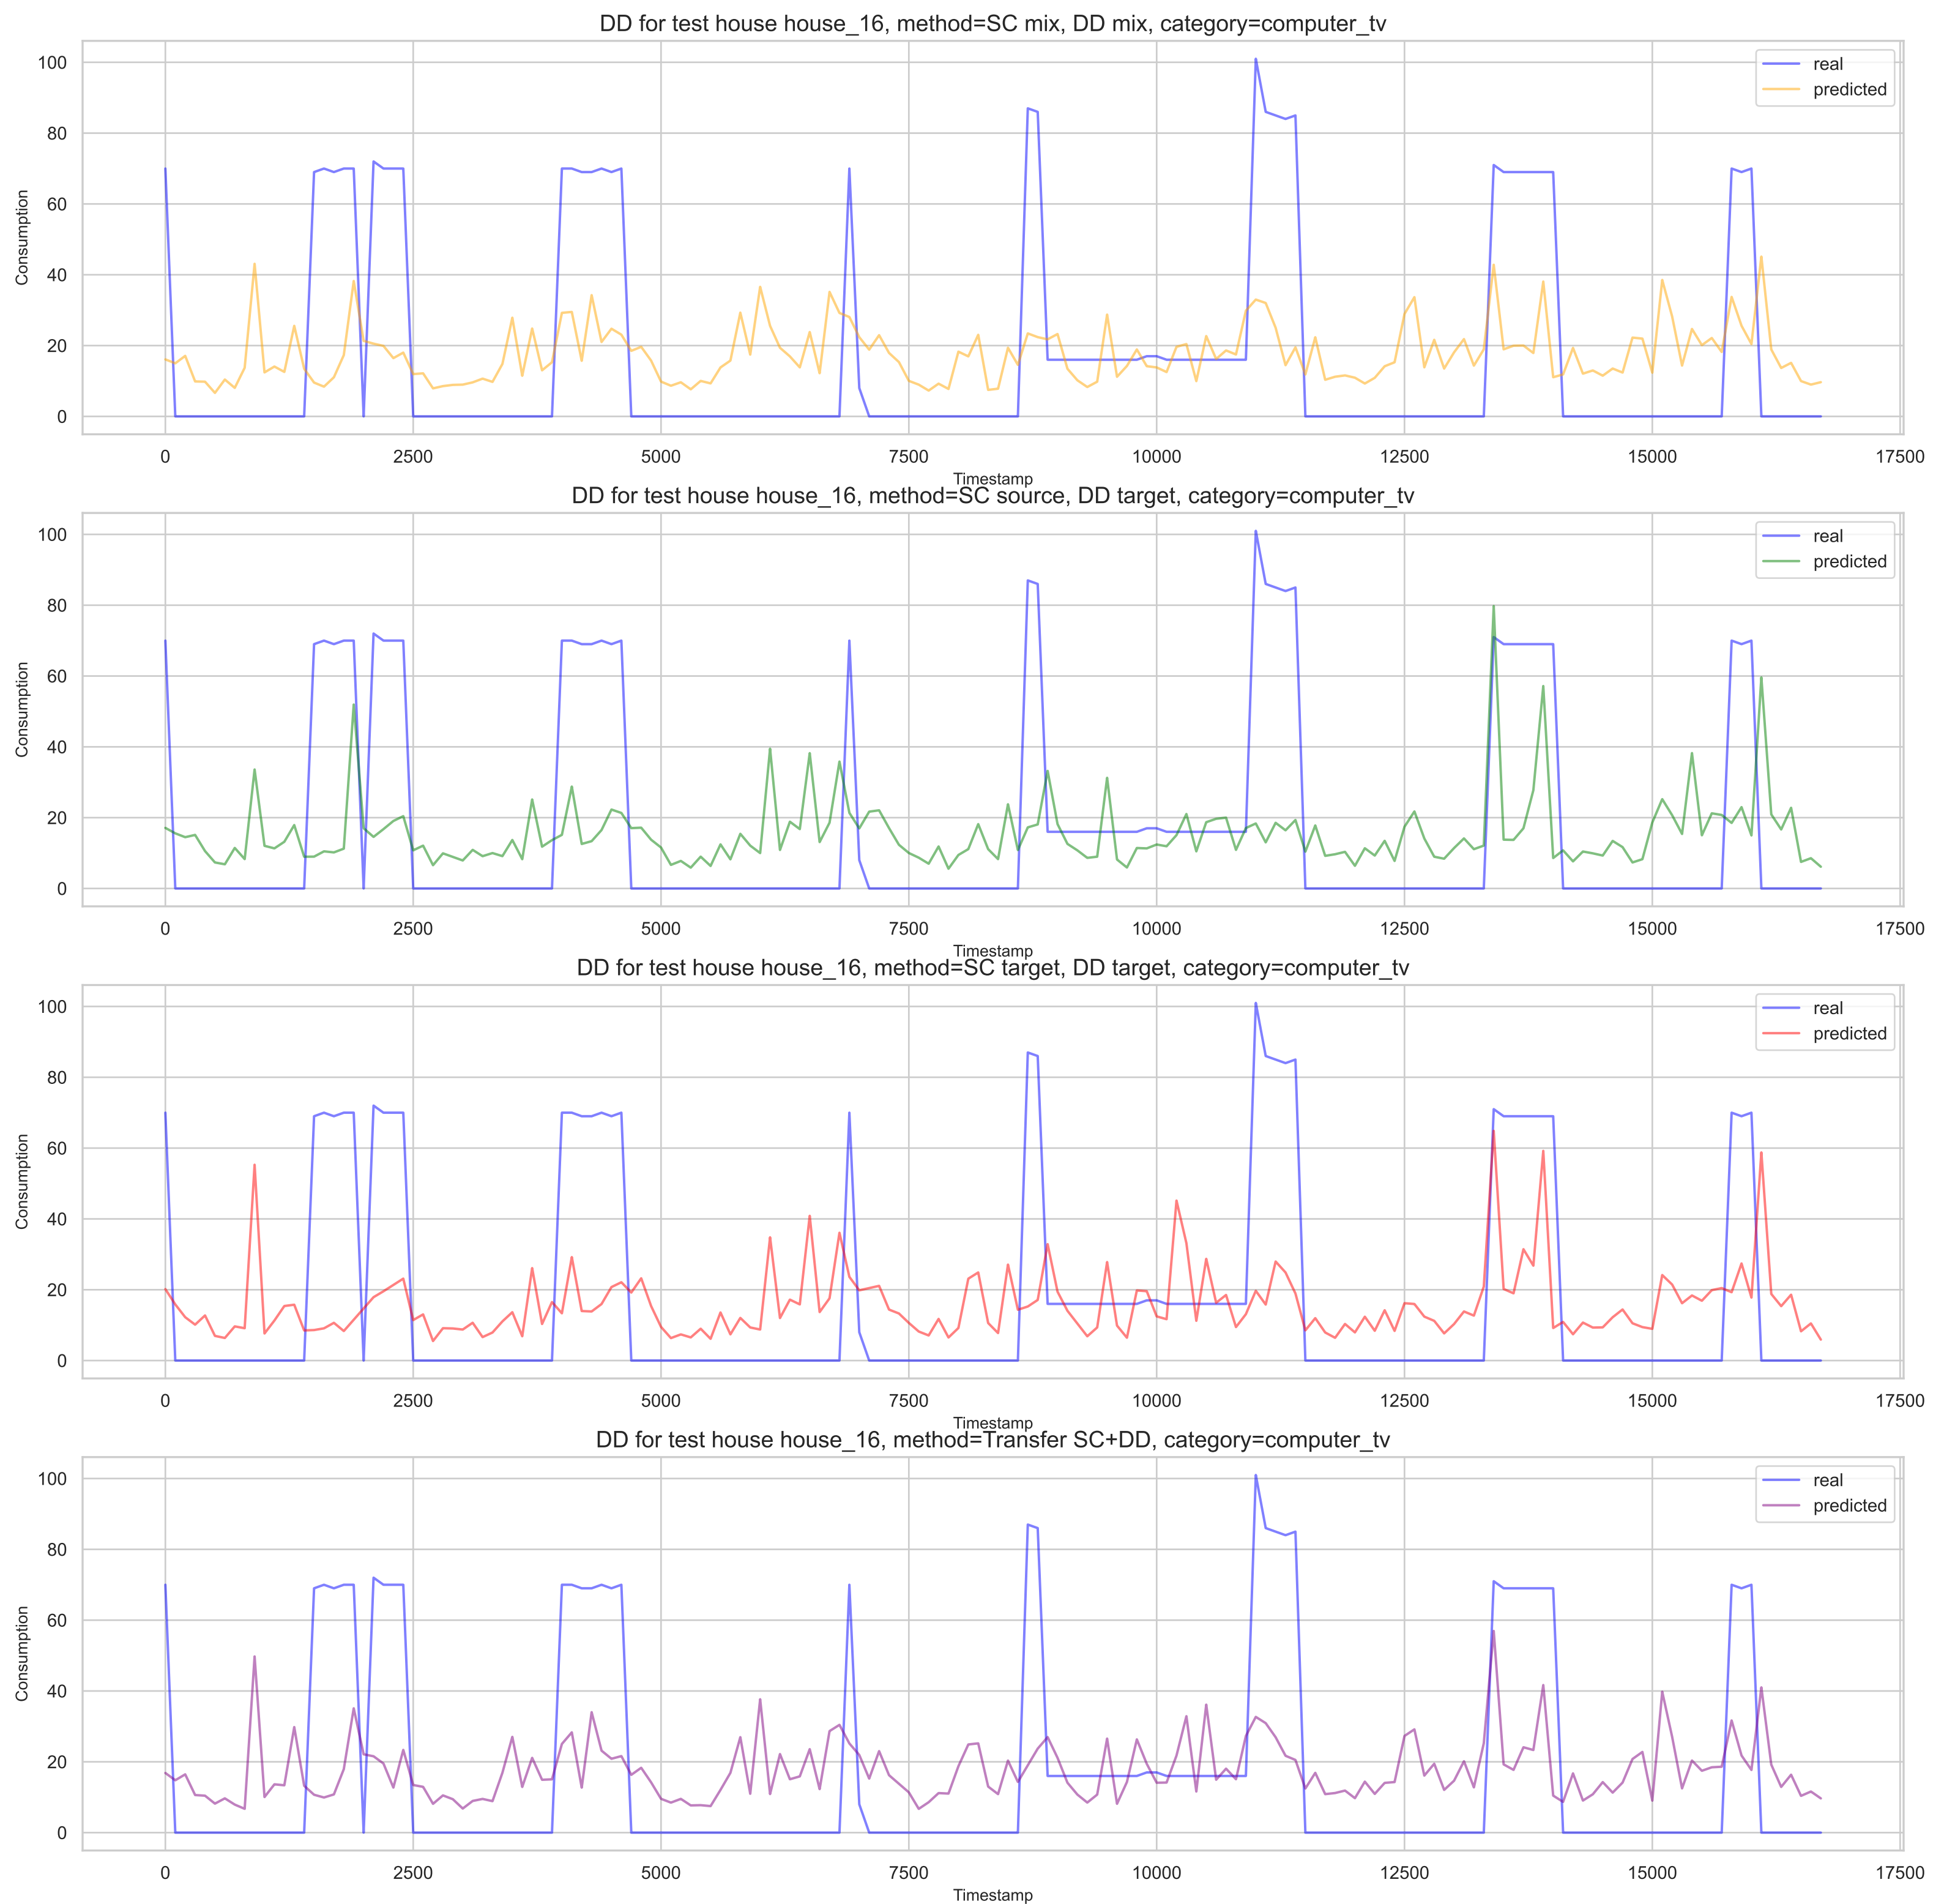 DD for test house house_16, method=SC mix, DD mix, category=computer_tv
100
80
60
40
20
0
Consumption
real
predicted
0 2500 5000 7500 10000 12500 15000 17500
Timestamp
DD for test house house_16, method=SC source, DD target, category=computer_tv
100
80
60
40
20
0
Consumption
real
predicted
0 2500 5000 7500 10000 12500 15000 17500
Timestamp
DD for test house house_16, method=SC target, DD target, category=computer_tv
100
80
60
40
20
0
Consumption
real
predicted
0 2500 5000 7500 10000 12500 15000 17500
Timestamp
DD for test house house_16, method=Transfer SC+DD, category=computer_tv
100
80
60
40
20
0
Consumption
real
predicted
0 2500 5000 7500 10000 12500 15000 17500
Timestamp